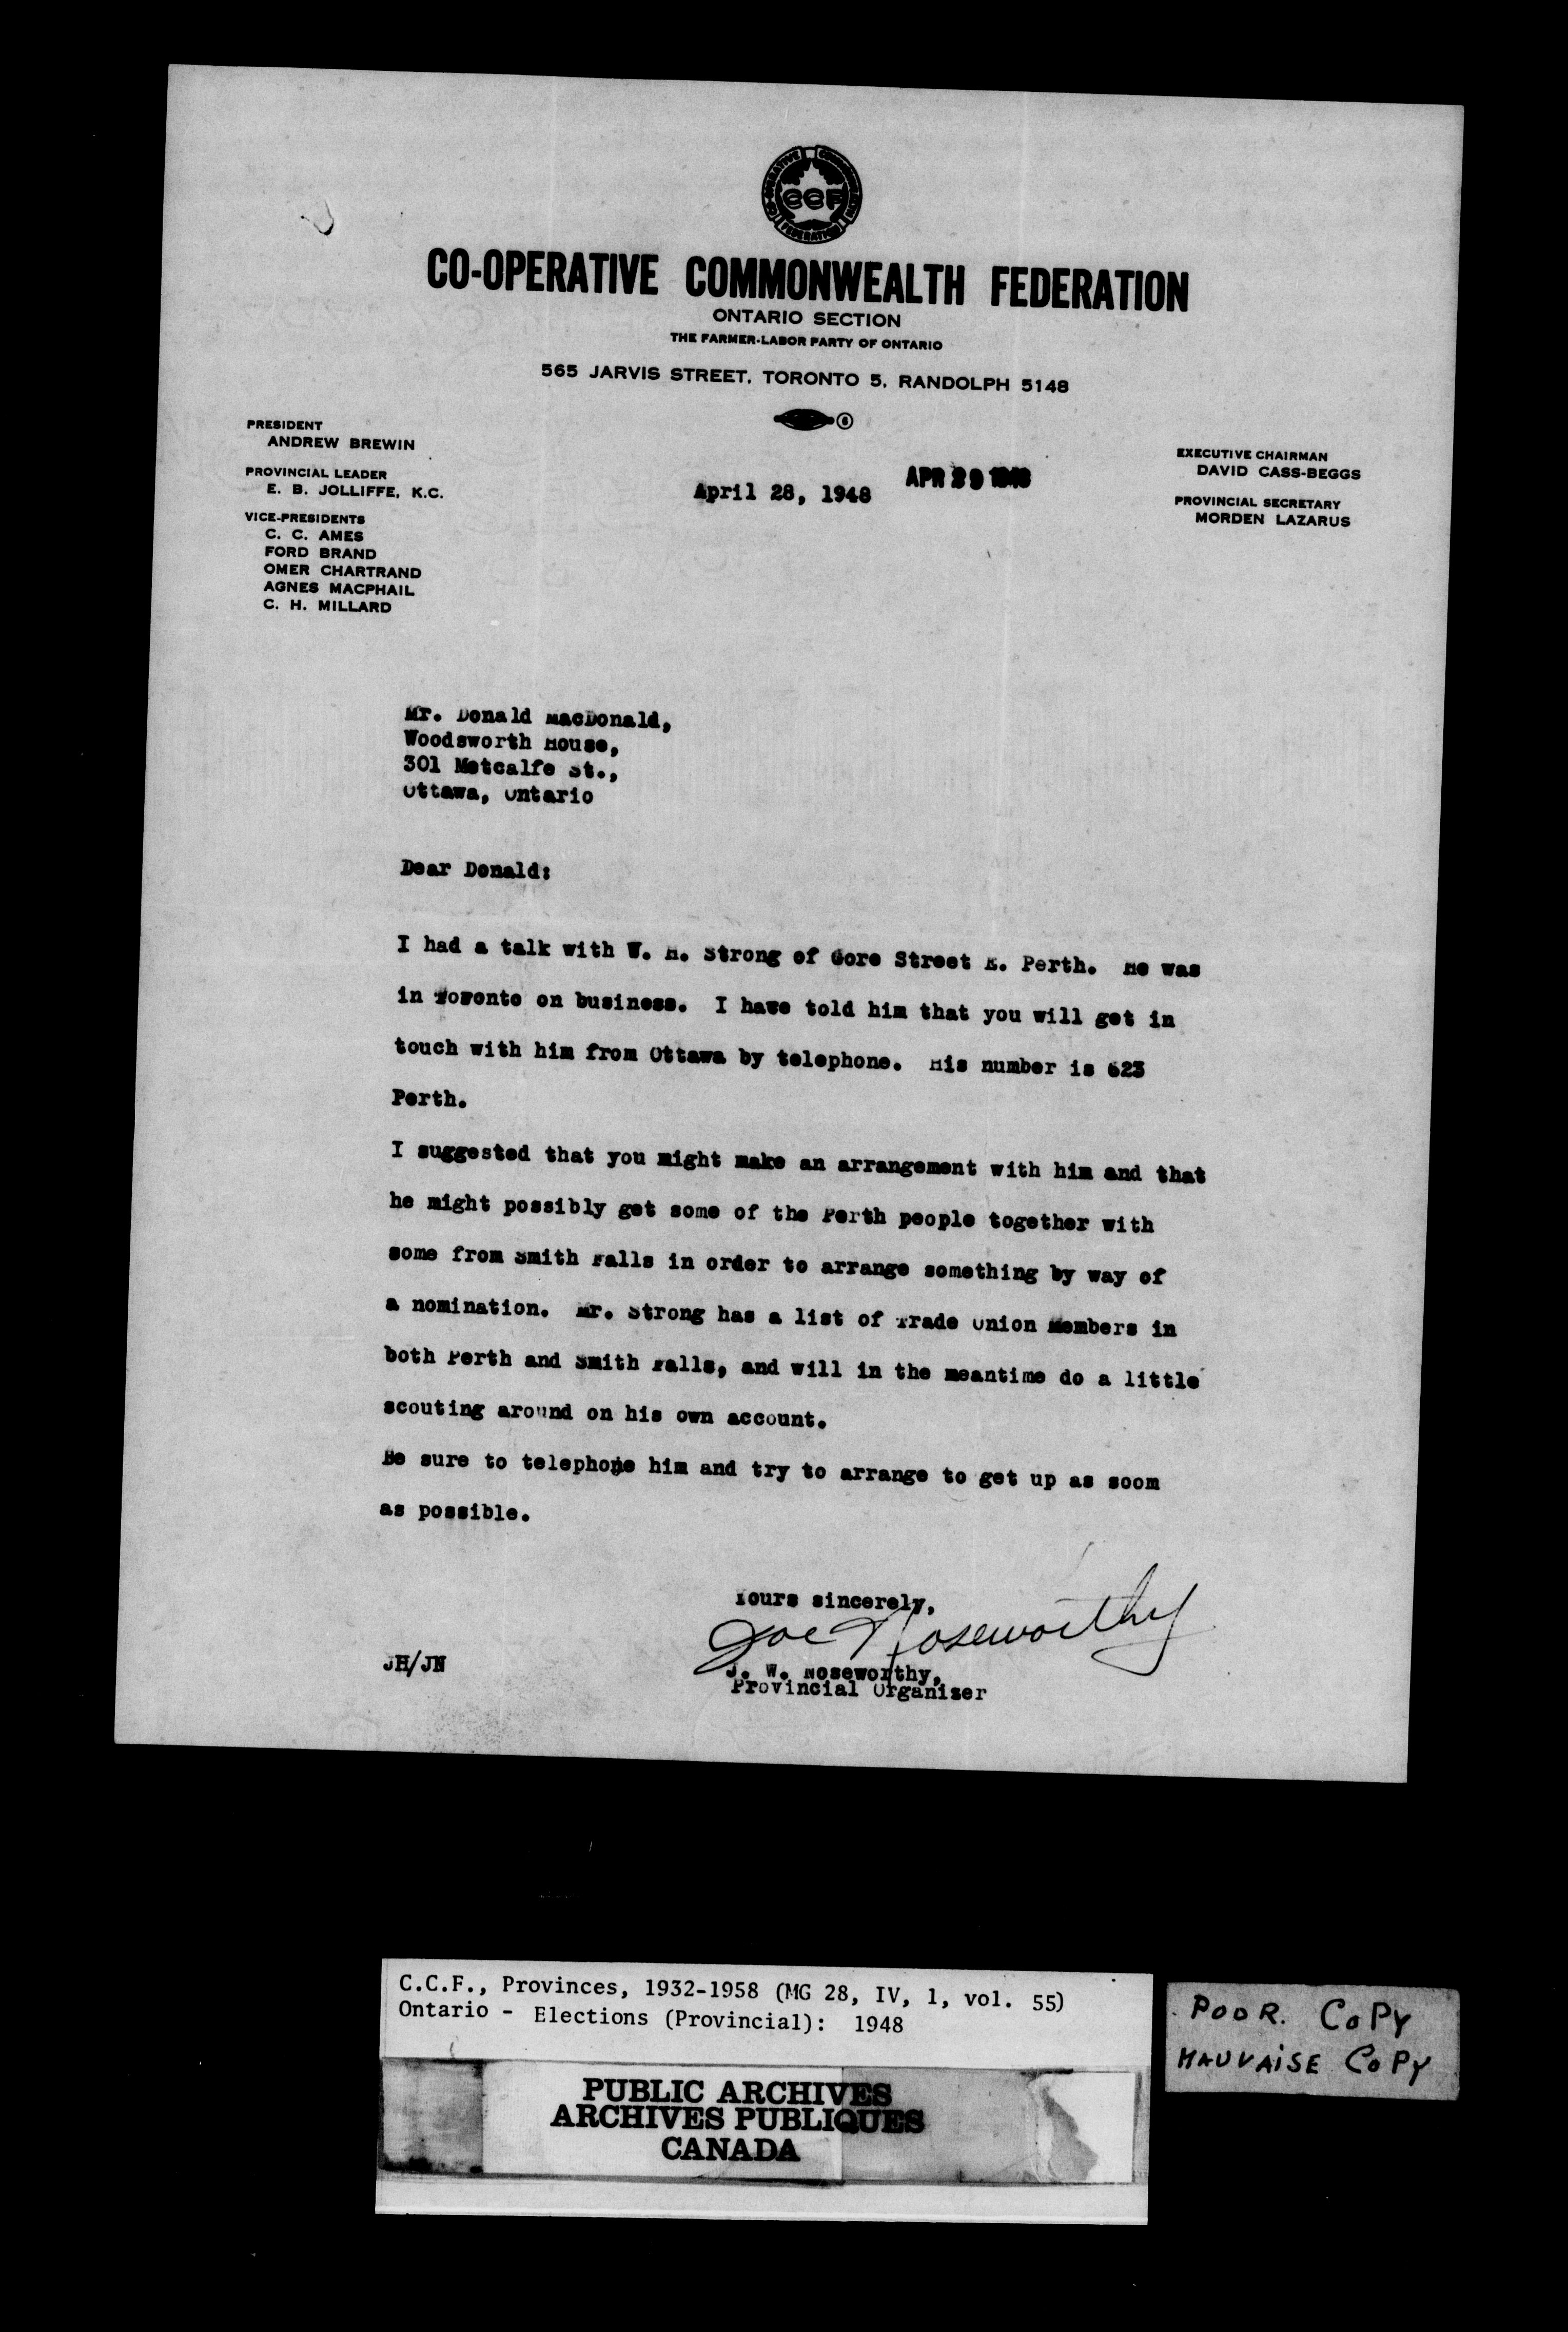 CO-OPERATIVE COMMONWEALTH FEDERATION
CCF
CO-OPERATIVE COMMONWEALTH FEDERATION
ONTARIO SECTION
THE FARMER-LABOR PARTY OF ONTARIO
565 JARVIS STREET, TORONTO 5, RANDOLPH 5148
PRESIDENT
ANDREW BREWIN
PROVINCIAL LEADER
E. B. JOLLIFFE, K.C.
VICE-PRESIDENTS
C. C. AMES
FORD BRAND
OMER CHARTRAND
AGNES MACPHAIL
C. H. MILLARD
EXECUTIVE CHAIRMAN
DAVID CASS-BEGGS
PROVINCIAL SECRETARY
MORDEN LAZARUS
April 28, 1948
APR 29 1948
Mr. Donald MacDonald,
Woodsworth House,
301 Metcalfe St.,
Ottawa, Ontario
Dear Donald:
I had a talk with W. H. Strong of Gore Street E. Perth. He was
in Toronto on business. I have told him that you will get in
touch with him from Ottawa by telephone. His number is 623
Perth.
I suggested that you might make an arrangement with him and that
he might possibly get some of the Perth people together with
some from Smith Falls in order to arrange something by way of
a nomination. Mr. Strong has a list of Trade Union Members in
both Perth and Smith Falls, and will in the meantime do a little
scouting around on his own account.
Be sure to telephone him and try to arrange to get up as soom
as possible.
Yours sincerely,
Joe Noseworthy
J. W. Noseworthy,
Provincial Organiser
JH/JN
C.C.F., Provinces, 1932-1958 (MG 28, IV, 1, vol. 55)
Ontario - Elections (Provincial): 1948
PUBLIC ARCHIVES
ARCHIVES PUBLIQUES
CANADA
POOR. COPY
MAUVAISE COPY